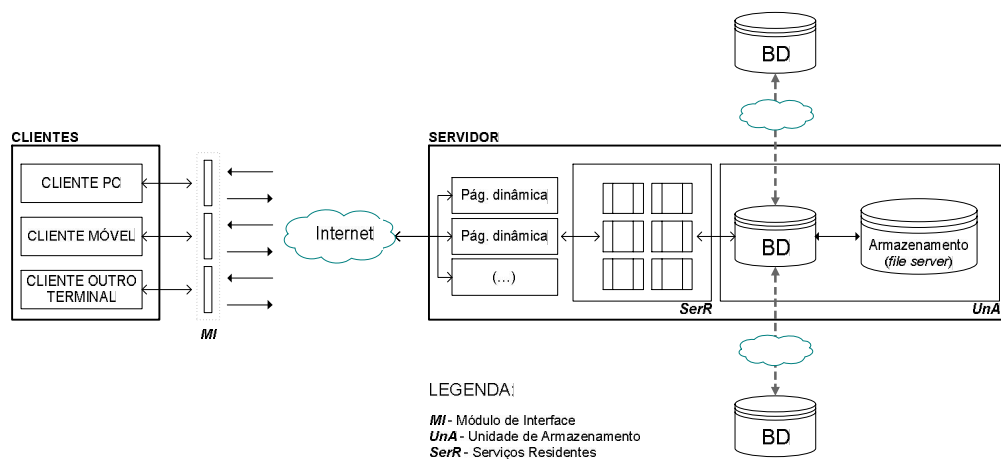 BD
CLIENTES
SERVIDOR
CLIENTE PC
CLIENTE MÓVEL
CLIENTE OUTRO
TERMINAL
MI
Internet
Pág. dinâmica
Pág. dinâmica
(...)
SerR
BD
Armazenamento
(file server)
UnA
LEGENDA:
MI - Módulo de Interface
UnA - Unidade de Armazenamento
SerR - Serviços Residentes
BD